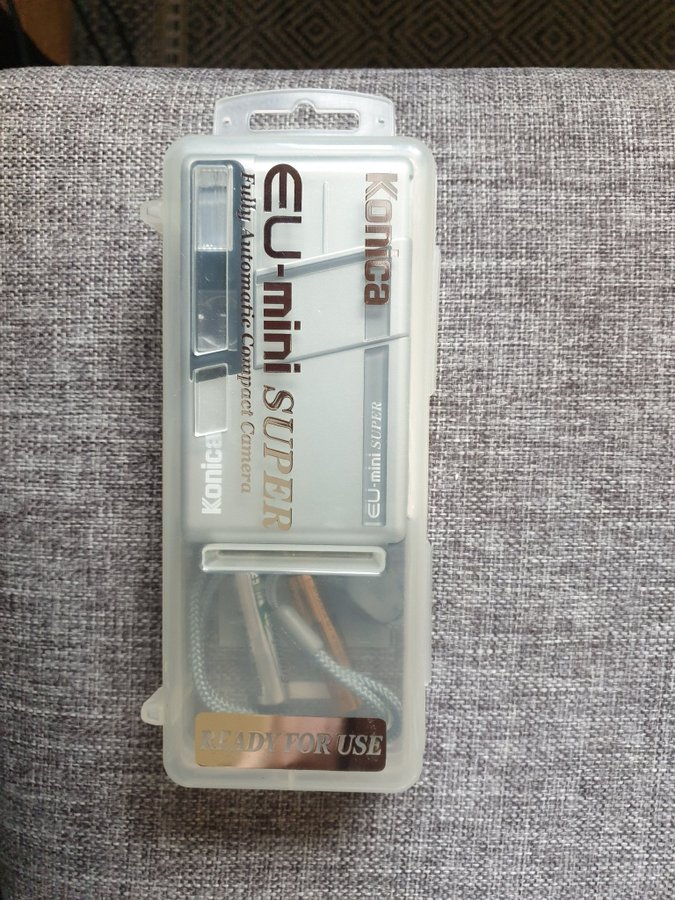 Konica
EU-mini SUPER
Fully Automatic Compact Camera
EU-mini SUPER
Konica
READY FOR USE